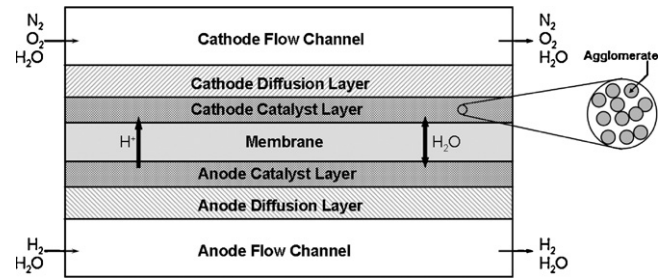 N₂
O₂
H₂O
Cathode Flow Channel
N₂
O₂
H₂O
Agglomerate
Cathode Diffusion Layer
Cathode Catalyst Layer
H⁺
Membrane
H₂O
Anode Catalyst Layer
Anode Diffusion Layer
H₂
H₂O
Anode Flow Channel
H₂
H₂O